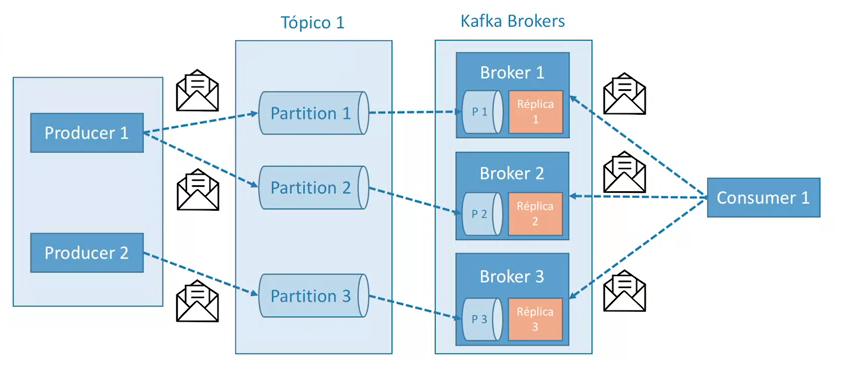 Tópico 1
Kafka Brokers
Producer 1
Producer 2
Partition 1
Partition 2
Partition 3
Broker 1
P 1
Réplica
1
Broker 2
P 2
Réplica
2
Broker 3
P 3
Réplica
3
Consumer 1